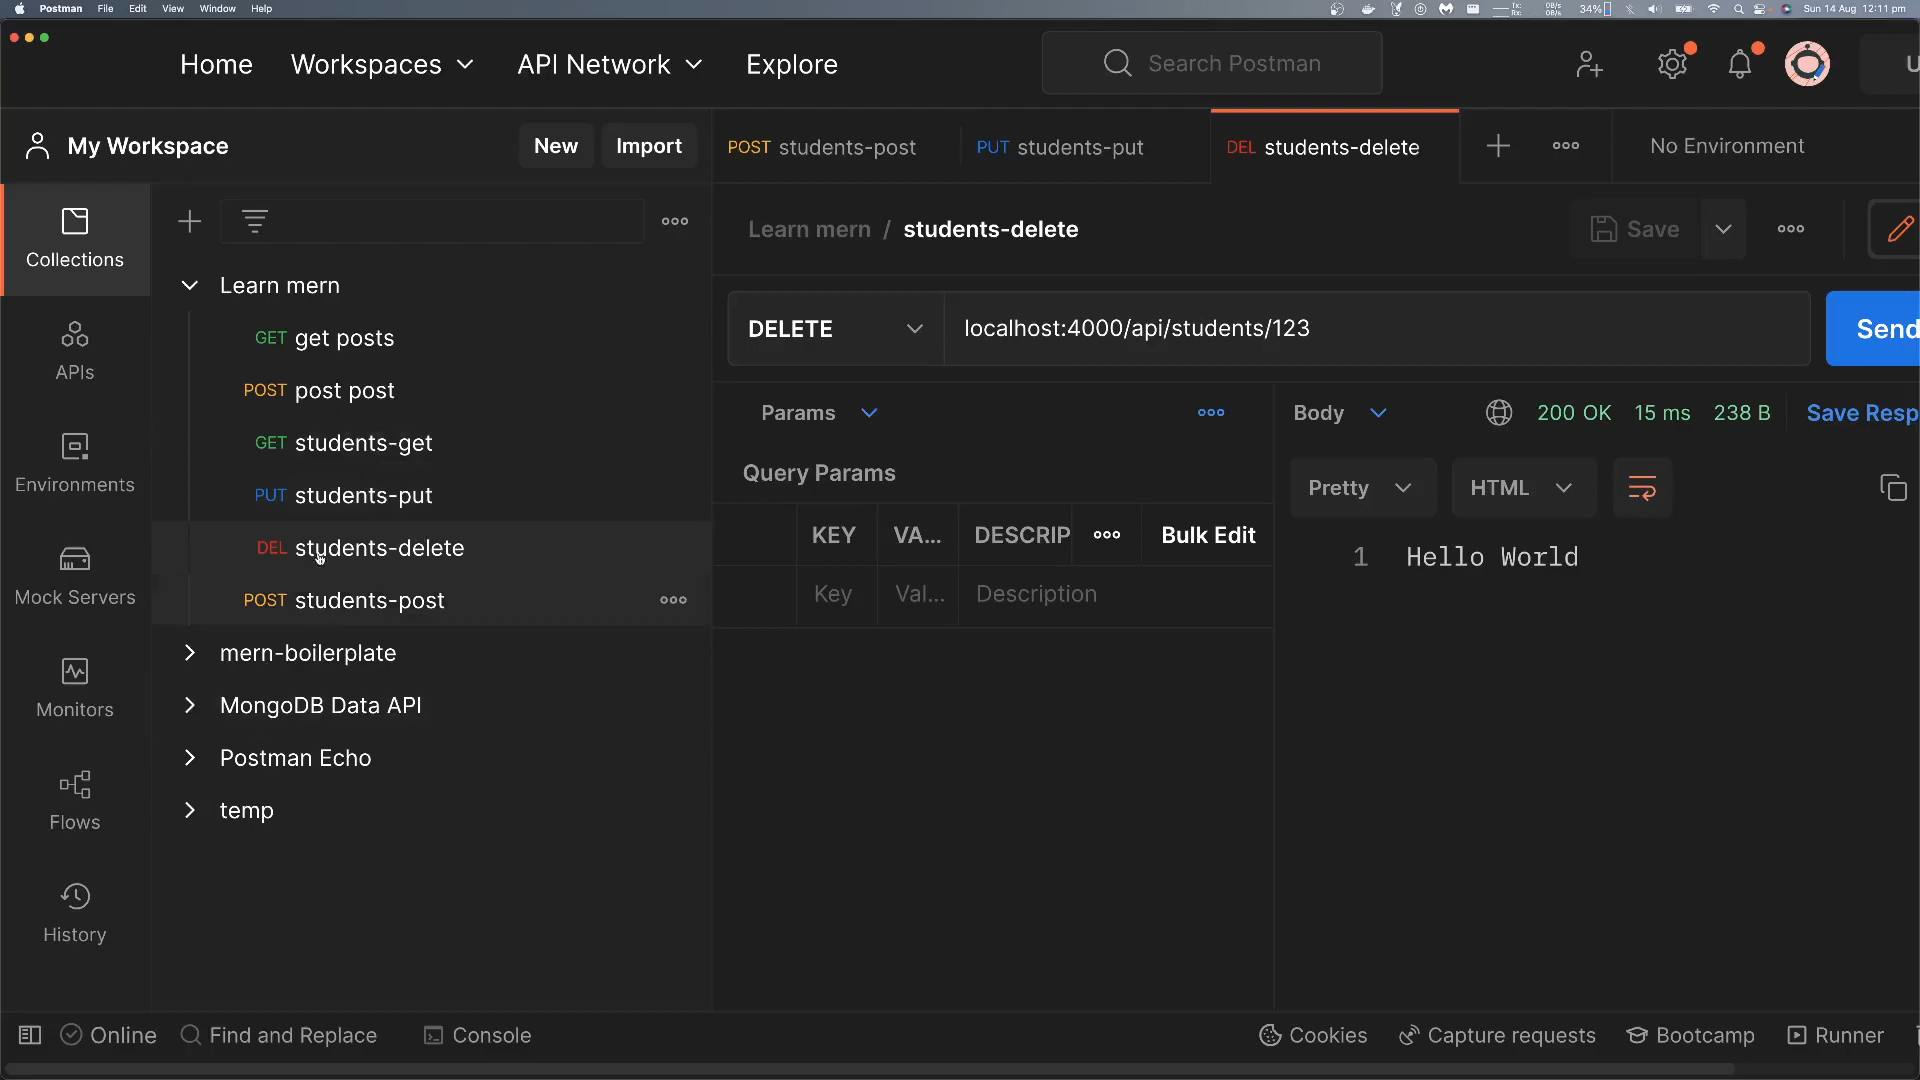 Postman File Edit View Window Help
34% Sun 14 Aug 12:11 pm
Home Workspaces API Network Explore Search Postman
My Workspace New Import
POST students-post PUT students-put DEL students-delete No Environment
Learn mern / students-delete Save
DELETE localhost:4000/api/students/123 Send
Collections
APIs
Environments
Mock Servers
Monitors
Flows
History
Learn mern
GET get posts
POST post post
GET students-get
PUT students-put
DEL students-delete
POST students-post
mern-boilerplate
MongoDB Data API
Postman Echo
temp
Params
Query Params
KEY VA... DESCRIP Bulk Edit
Key Val... Description
Body 200 OK 15 ms 238 B Save Resp
Pretty HTML
1 Hello World
Online Find and Replace Console Cookies Capture requests Bootcamp Runner